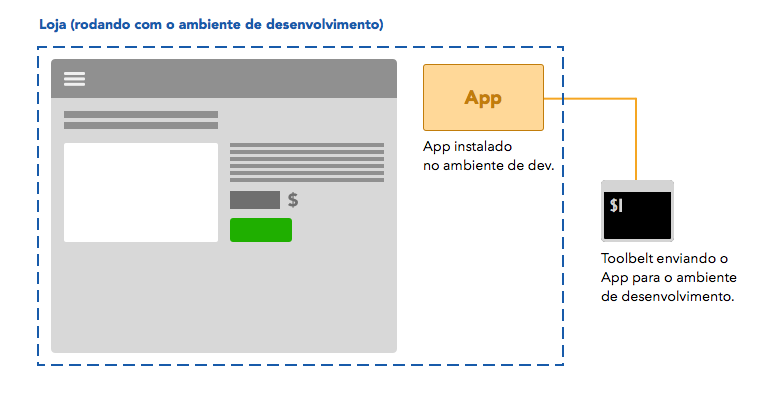 Loja (rodando com o ambiente de desenvolvimento)
App
App instalado
no ambiente de dev.
$
$|
Toolbelt enviando o
App para o ambiente
de desenvolvimento.